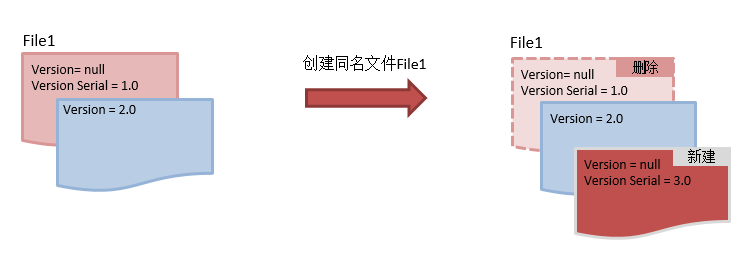 File1
Version= null
Version Serial = 1.0
Version = 2.0
创建同名文件File1
File1
删除
Version= null
Version Serial = 1.0
Version = 2.0
新建
Version = null
Version Serial = 3.0